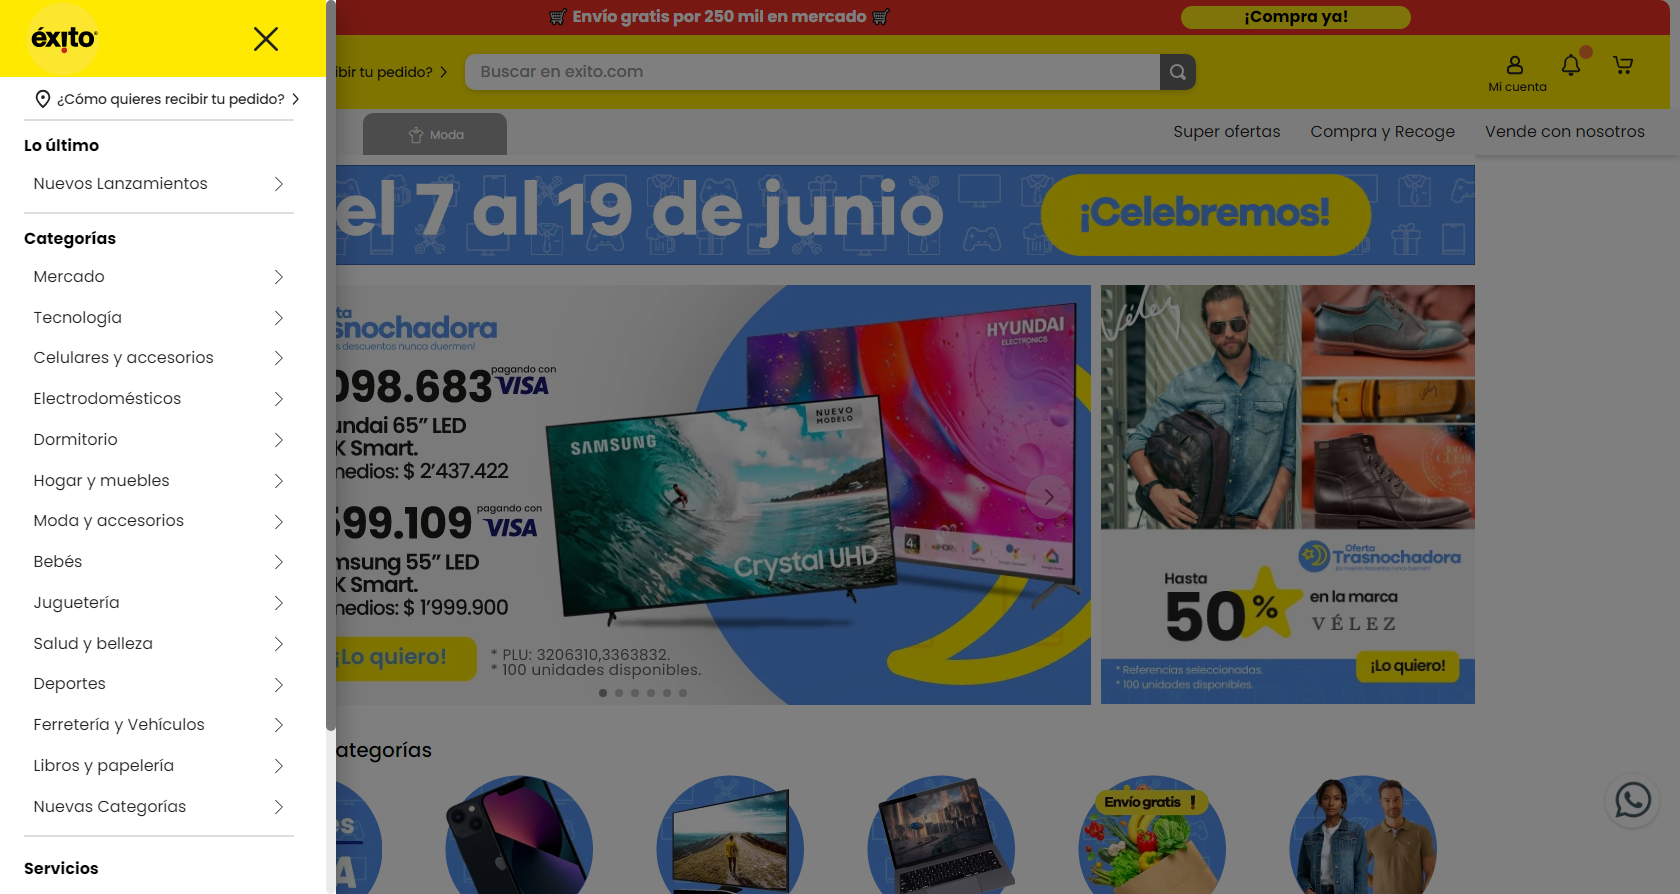 éxito
¿Cómo quieres recibir tu pedido?
Lo último
Nuevos Lanzamientos
Categorías
Mercado
Tecnología
Celulares y accesorios
Electrodomésticos
Dormitorio
Hogar y muebles
Moda y accesorios
Bebés
Juguetería
Salud y belleza
Deportes
Ferretería y Vehículos
Libros y papelería
Nuevas Categorías
Servicios
Envío gratis por 250 mil en mercado
¡Compra ya!
ibir tu pedido?
Buscar en exito.com
Mi cuenta
Moda
Super ofertas
Compra y Recoge
Vende con nosotros
el 7 al 19 de junio
¡Celebremos!
ta
snochadora
s descuentos nunca duermen!
098.683
pagando con
VISA
undai 65” LED
K Smart.
medios: $ 2'437.422
599.109
pagando con
VISA
msung 55” LED
K Smart.
medios: $ 1'999.900
¡Lo quiero!
* PLU: 3206310,3363832.
* 100 unidades disponibles.
SAMSUNG
NUEVO
MODELO
Crystal UHD
HYUNDAI
ELECTRONICS
Vélez
Oferta
Trasnochadora
Hasta
50%
en la marca
VÉLEZ
* Referencias seleccionadas.
* 100 unidades disponibles.
¡Lo quiero!
ategorías
es
A
Envío gratis !